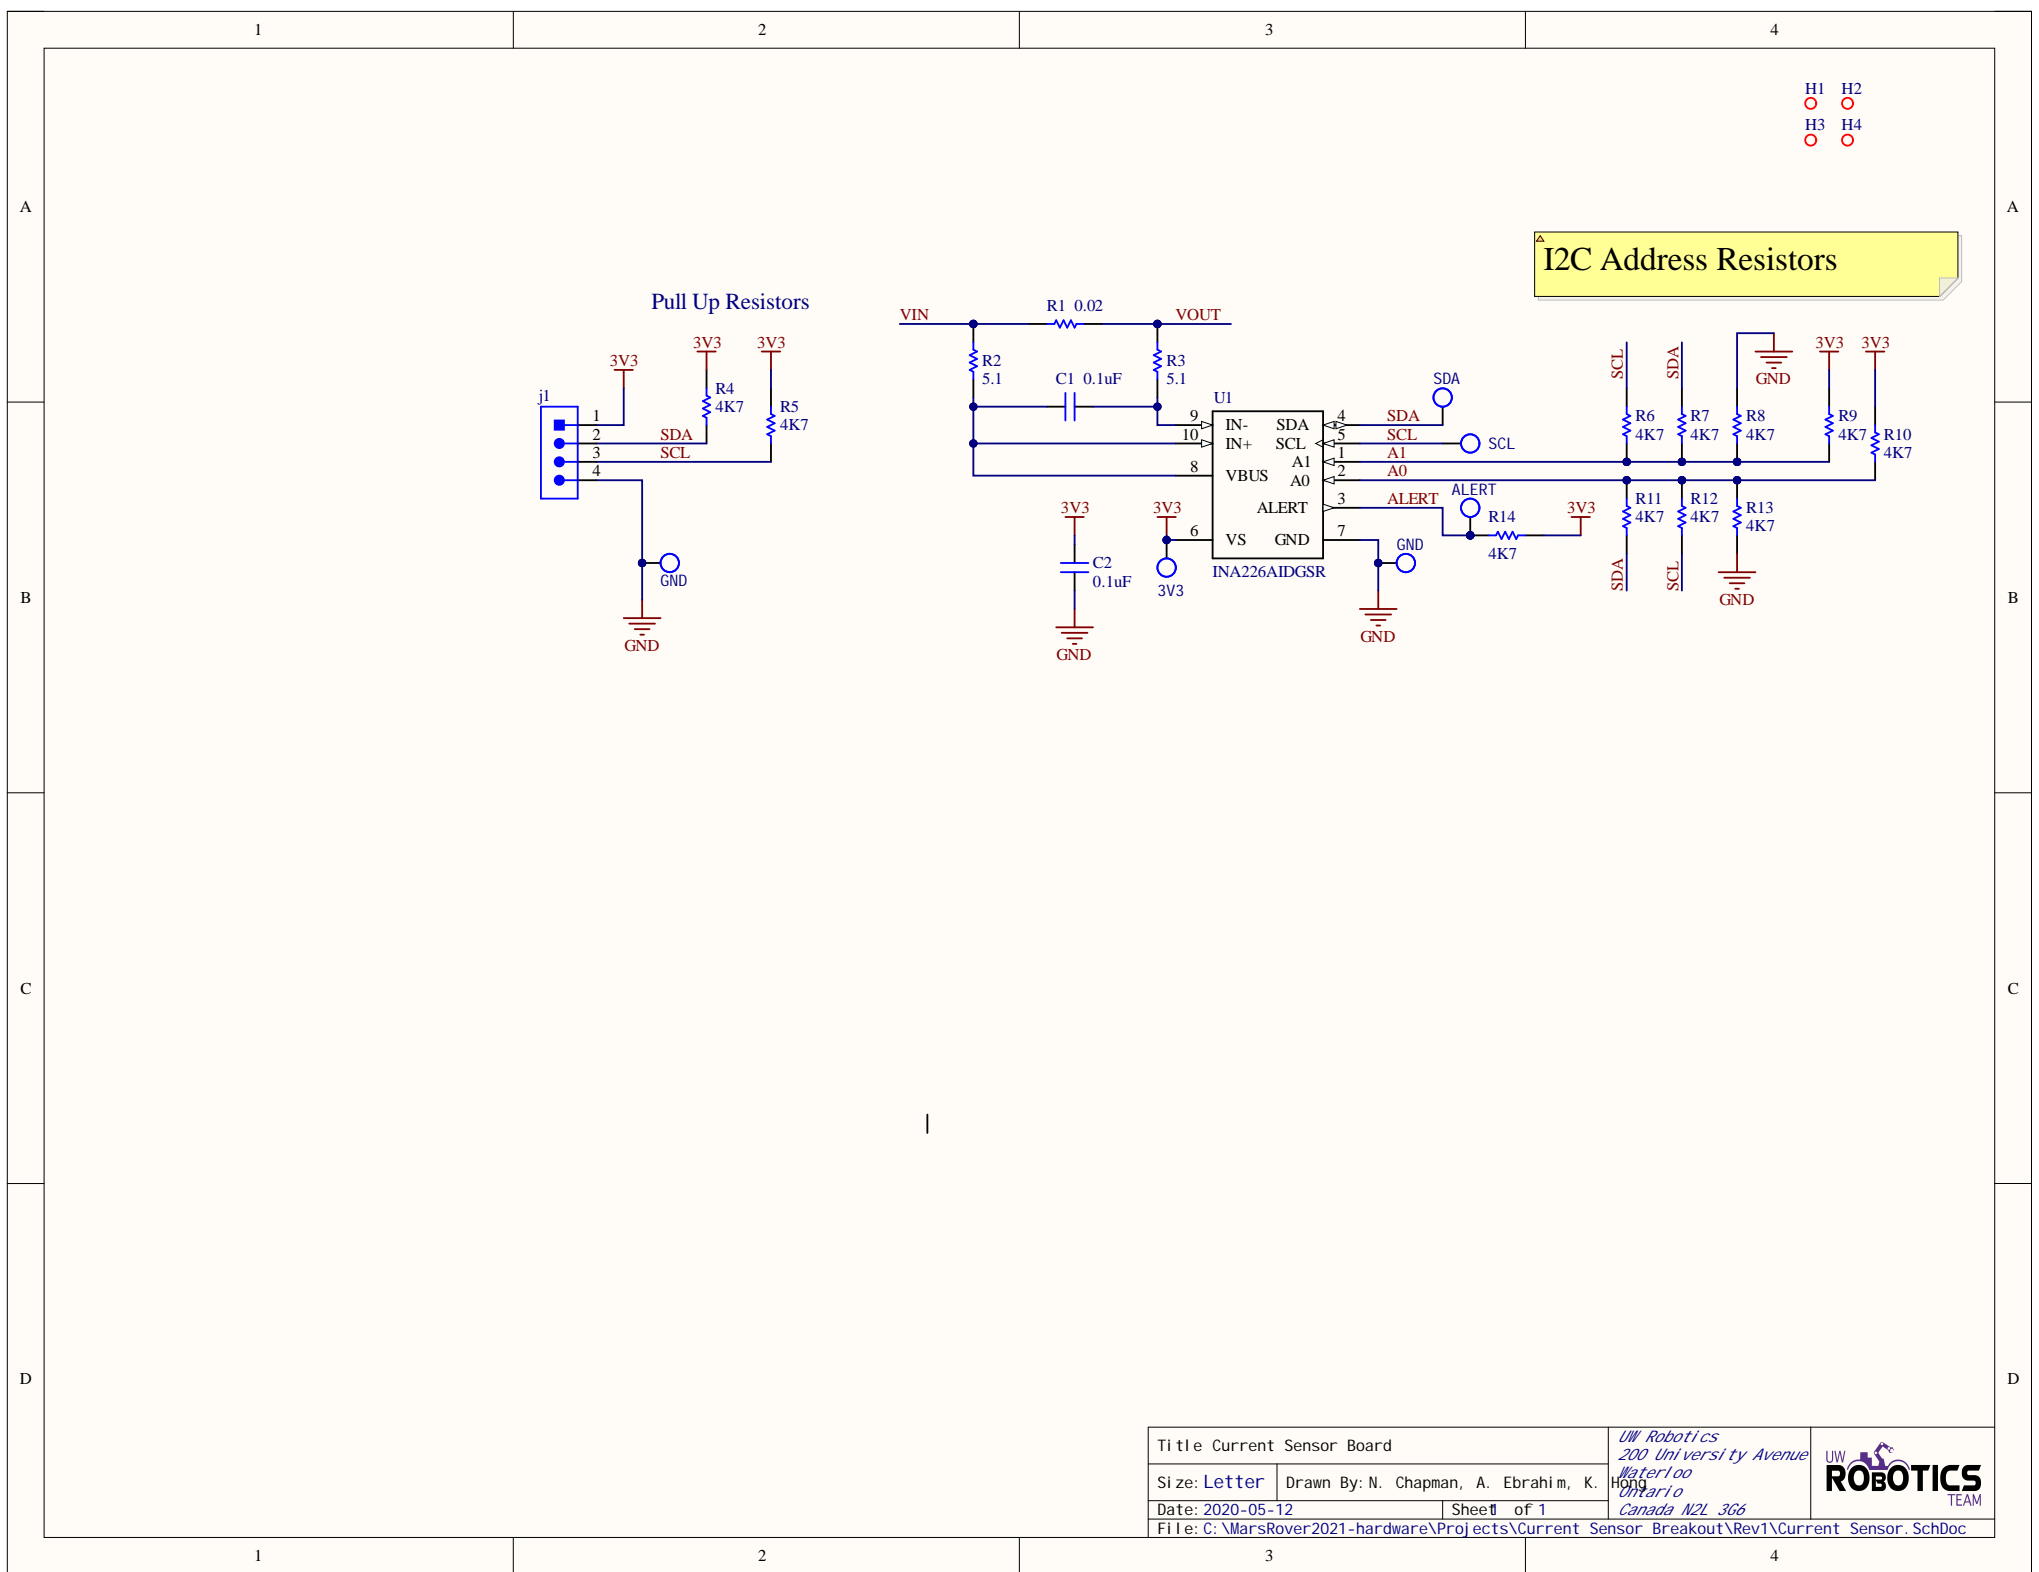 1 2 3 4
H1 H2
H3 H4
A A
I2C Address Resistors
Pull Up Resistors
VIN R1 0.02 VOUT
3V3 3V3 3V3
R2 5.1
R3 5.1
C1 0.1uF
SCL SDA GND 3V3 3V3
j1
R4 4K7
R5 4K7
1
2 SDA
3 SCL
4
GND
GND
U1
9 IN- SDA 4 SDA SDA
10 IN+ SCL 5 SCL SCL
A1 1 A1
8 VBUS A0 2 A0
ALERT 3 ALERT ALERT
6 VS GND 7 GND
INA226AIDGSR
3V3 3V3
C2 0.1uF
3V3
GND
GND
R14 4K7 3V3
R6 4K7
R7 4K7
R8 4K7
R9 4K7
R10 4K7
R11 4K7
R12 4K7
R13 4K7
SDA SCL GND
B B
C C
D D
Title Current Sensor Board
Size: Letter Drawn By: N. Chapman, A. Ebrahim, K. Hong
Date: 2020-05-12 Sheet 1 of 1
File: C:\MarsRover2021-hardware\Projects\Current Sensor Breakout\Rev1\Current Sensor.SchDoc
UW Robotics
200 University Avenue
Waterloo
Ontario
Canada N2L 3G6
UW
ROBOTICS
TEAM
1 2 3 4